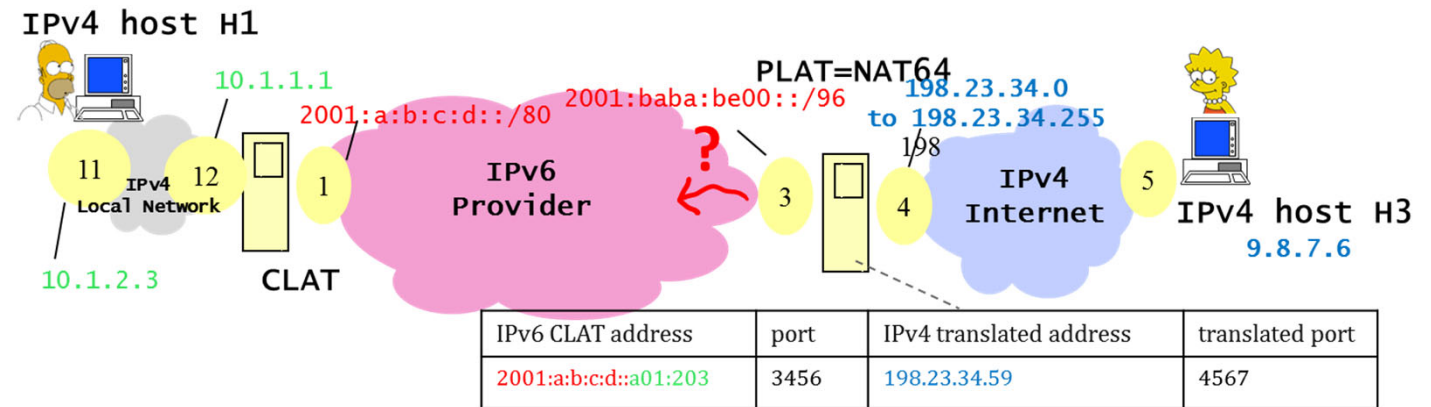 IPv4 host H1
10.1.1.1
2001:a:b:c:d::/80
2001:baba:be00::/96
PLAT=NAT64
198.23.34.0
to 198.23.34.255
198
11
IPv4
Local Network
12
1
IPv6
Provider
?
3
4
IPv4
Internet
5
IPv4 host H3
9.8.7.6
10.1.2.3
CLAT
IPv6 CLAT address port IPv4 translated address translated port
2001:a:b:c:d::a01:203 3456 198.23.34.59 4567